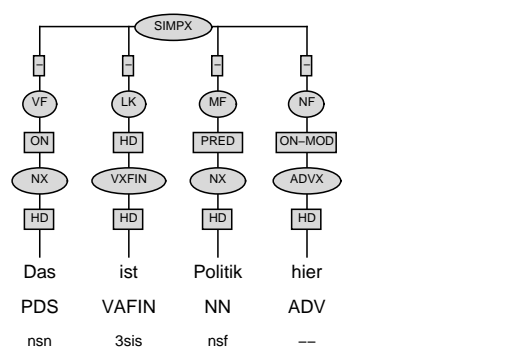 SIMPX
– – – –
VF LK MF NF
ON HD PRED ON–MOD
NX VXFIN NX ADVX
HD HD HD HD
Das ist Politik hier
PDS VAFIN NN ADV
nsn 3sis nsf −−